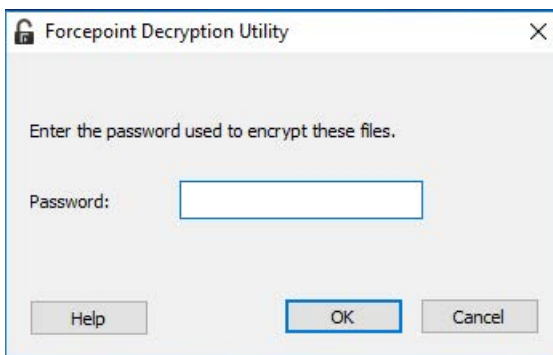 Forcepoint Decryption Utility
Enter the password used to encrypt these files.
Password:
Help OK Cancel